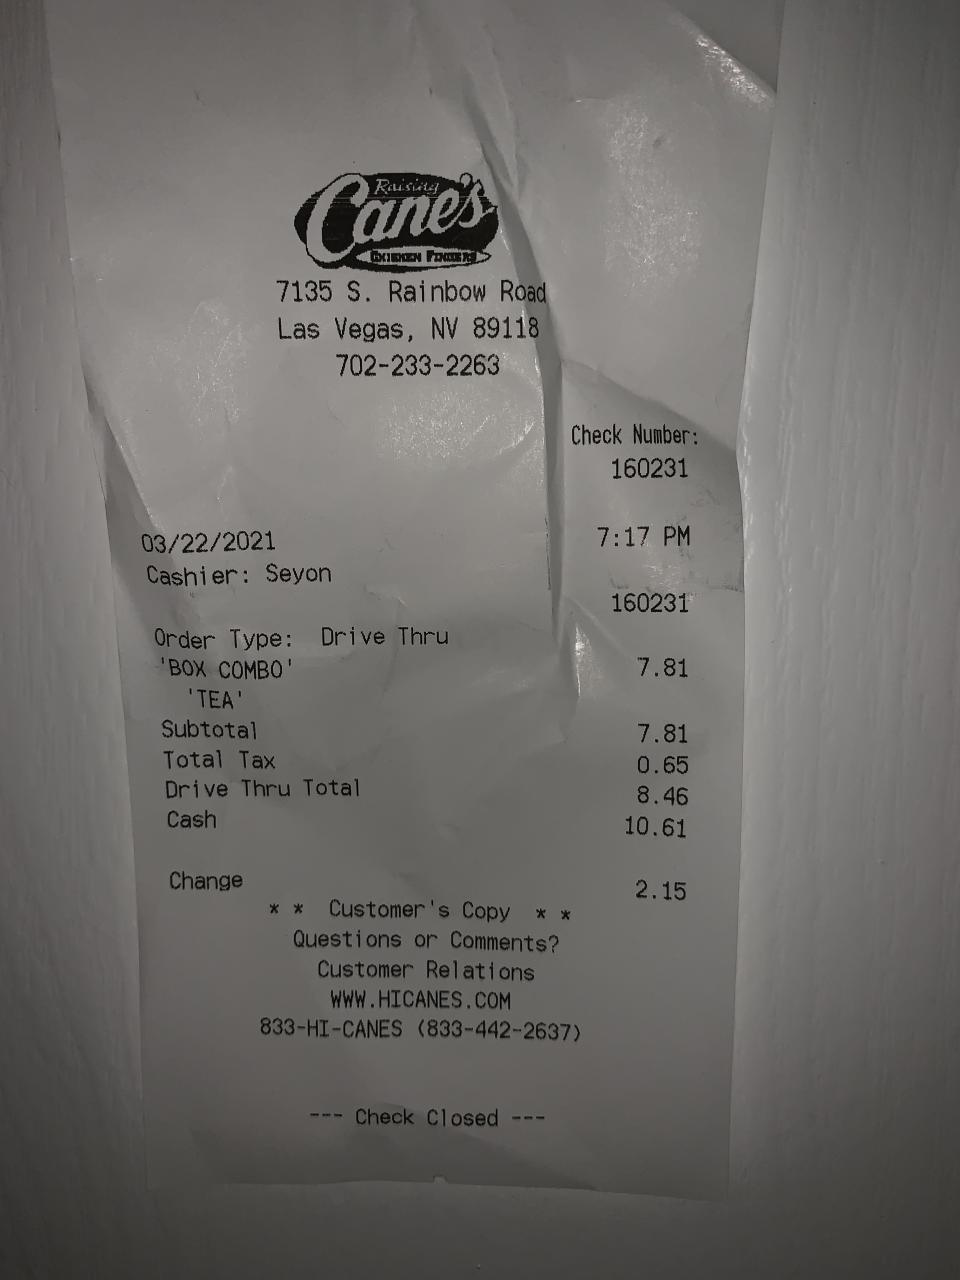 Raising
Cane's
CHICKEN FINGERS
7135 S. Rainbow Road
Las Vegas, NV 89118
702-233-2263
Check Number:
160231
03/22/2021 7:17 PM
Cashier: Seyon
160231
Order Type: Drive Thru
'BOX COMBO' 7.81
'TEA'
Subtotal 7.81
Total Tax 0.65
Drive Thru Total 8.46
Cash 10.61
Change 2.15
* * Customer's Copy * *
Questions or Comments?
Customer Relations
WWW.HICANES.COM
833-HI-CANES (833-442-2637)
--- Check Closed ---